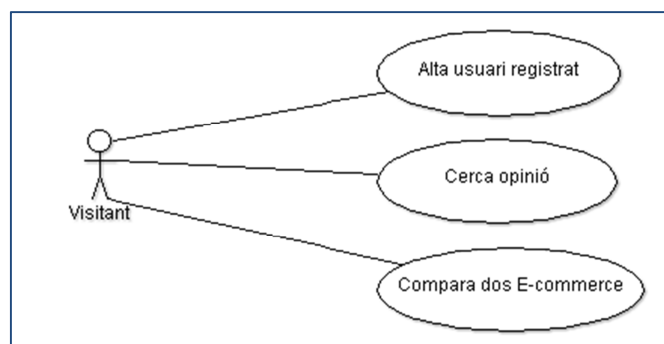 Alta usuari registrat
Cerca opinió
Visitant
Compara dos E-commerce